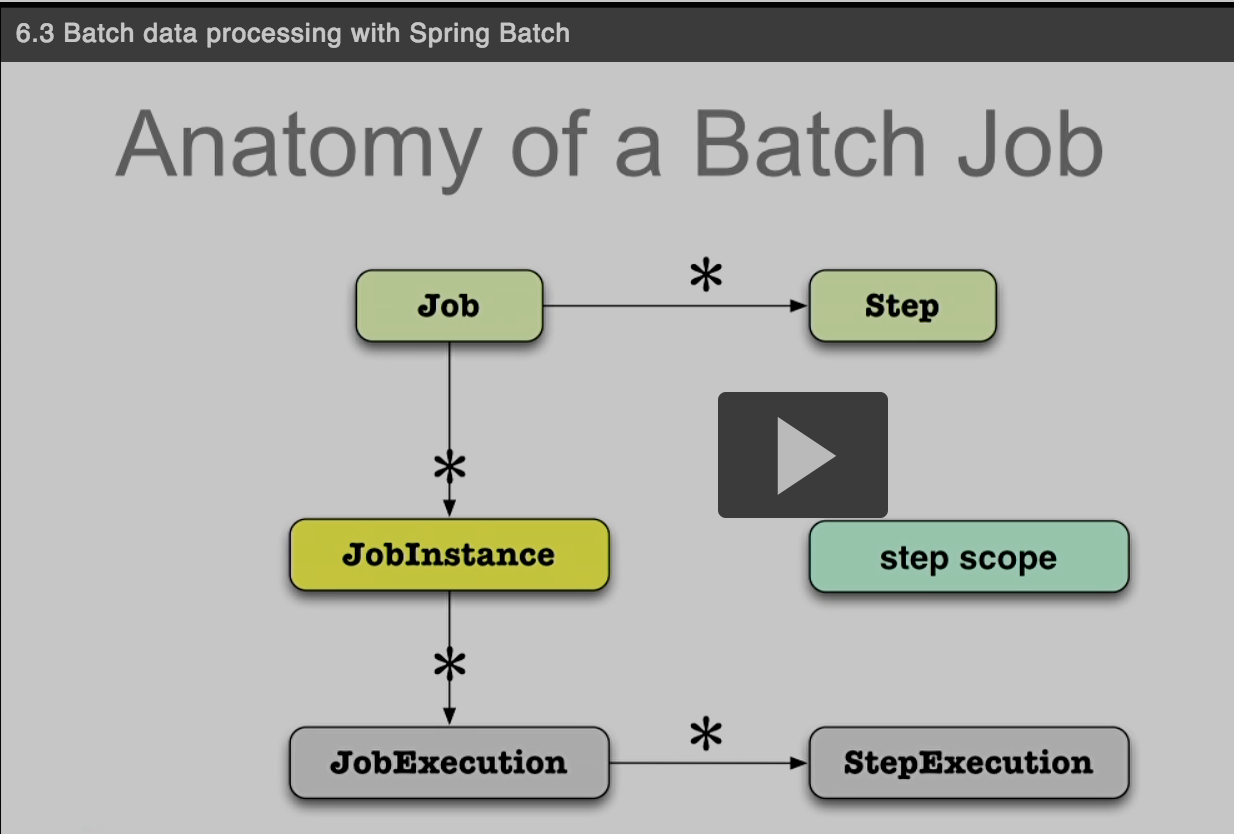 6.3 Batch data processing with Spring Batch
Anatomy of a Batch Job
*
Job
Step
*
JobInstance
step scope
*
*
JobExecution
StepExecution